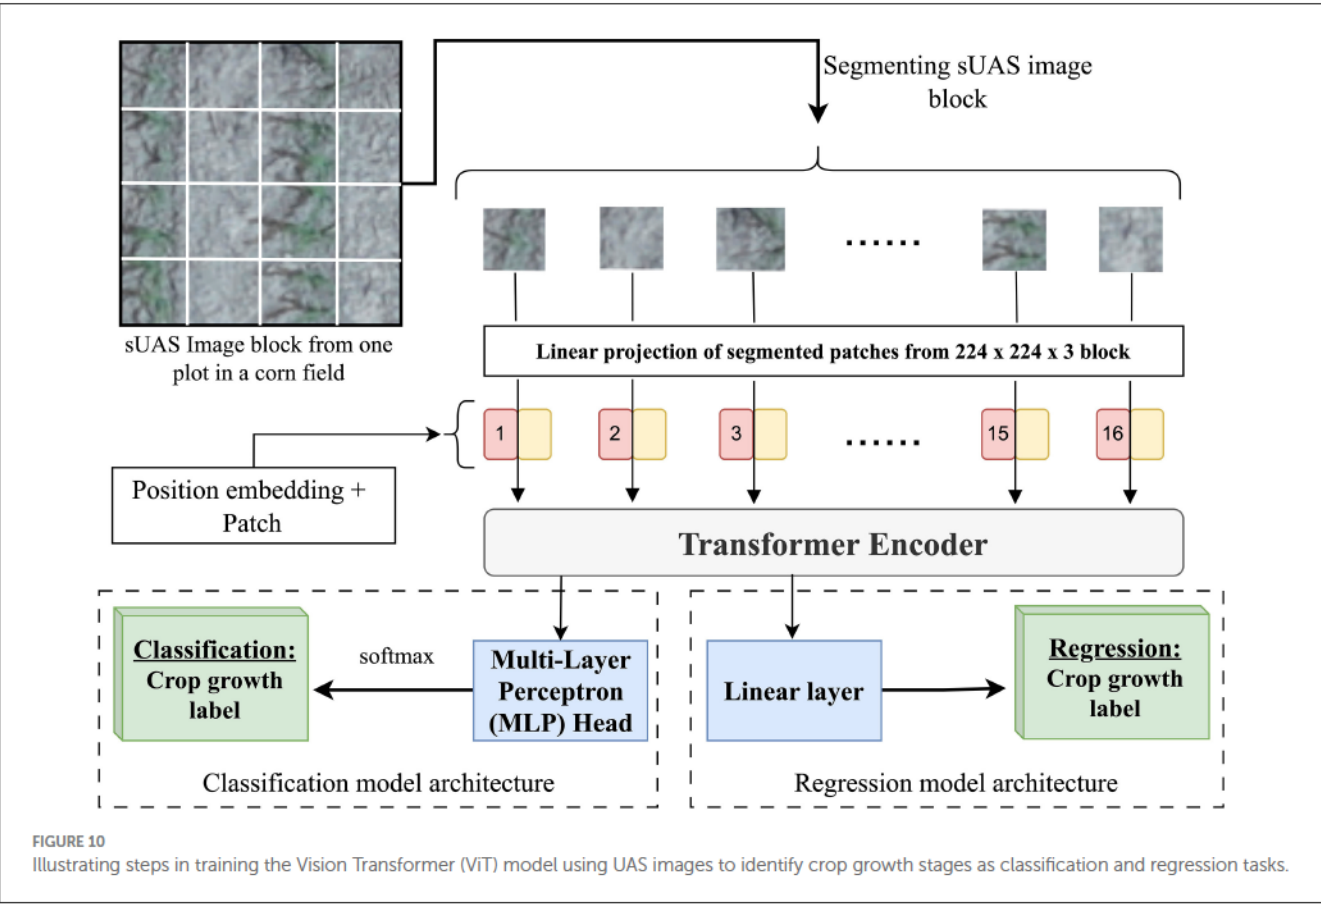 Segmenting sUAS image
block
sUAS Image block from one
plot in a corn field
......
Linear projection of segmented patches from 224 x 224 x 3 block
1
2
3
......
15
16
Position embedding +
Patch
Transformer Encoder
Classification:
Crop growth
label
softmax
Multi-Layer
Perceptron
(MLP) Head
Classification model architecture
Linear layer
Regression:
Crop growth
label
Regression model architecture
FIGURE 10
Illustrating steps in training the Vision Transformer (ViT) model using UAS images to identify crop growth stages as classification and regression tasks.